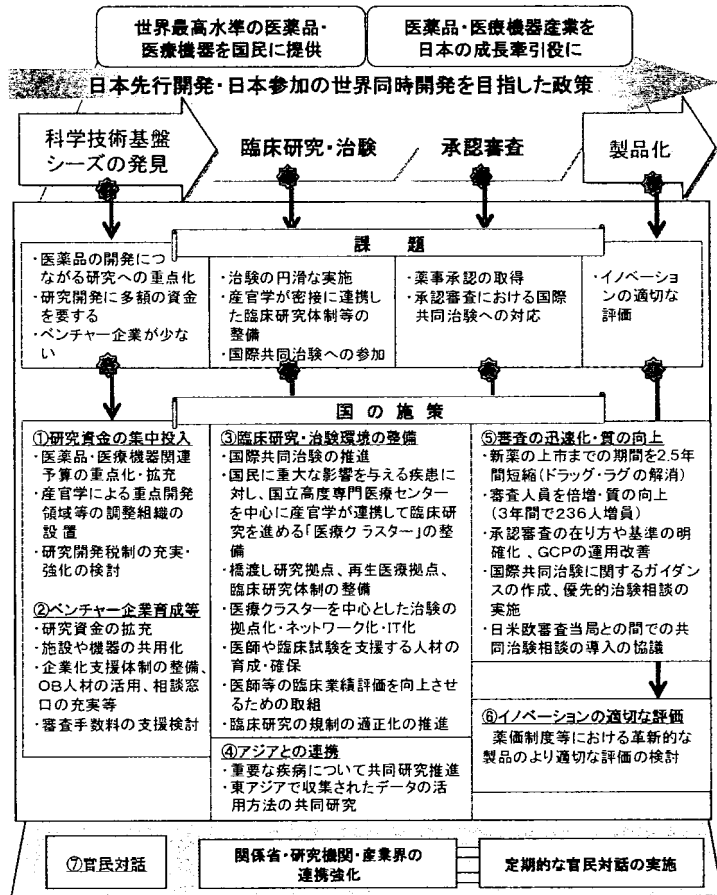 世界最高水準の医薬品・
医療機器を国民に提供
医薬品・医療機器産業を
日本の成長牽引役に
日本先行開発・日本参加の世界同時開発を目指した政策
科学技術基盤
シーズの発見
臨床研究・治験
承認審査
製品化
課 題
・医薬品の開発につ
ながる研究への重点化
・研究開発に多額の資金
を要する
・ベンチャー企業が少な
い
・治験の円滑な実施
・産官学が密接に連携し
た臨床研究体制等の
整備
・国際共同治験への参加
・薬事承認の取得
・承認審査における国際
共同治験への対応
・イノベーショ
ンの適切な
評価
国 の 施 策
①研究資金の集中投入
・医薬品・医療機器関連
予算の重点化・拡充
・産官学による重点開発
領域等の調整組織の
設 置
・研究開発税制の充実・
強化の検討
②ベンチャー企業育成等
・研究資金の拡充
・施設や機器の共用化
・企業化支援体制の整備、
OB人材の活用、相談窓
口の充実等
・審査手数料の支援検討
③臨床研究・治験環境の整備
・国際共同治験の推進
・国民に重大な影響を与える疾患に
対し、国立高度専門医療センター
を中心に産官学が連携して臨床研
究を進める「医療クラスター」の整
備
・橋渡し研究拠点、再生医療拠点、
臨床研究体制の整備
・医療クラスターを中心とした治験の
拠点化・ネットワーク化・IT化
・医師や臨床試験を支援する人材の
育成・確保
・医師等の臨床業績評価を向上させ
るための取組
・臨床研究の規制の適正化の推進
④アジアとの連携
・重要な疾病について共同研究推進
・東アジアで収集されたデータの活
用方法の共同研究
⑤審査の迅速化・質の向上
・新薬の上市までの期間を2.5年
間短縮(ドラッグ・ラグの解消)
・審査人員を倍増・質の向上
(3年間で236人増員)
・承認審査の在り方や基準の明
確化、GCPの運用改善
・国際共同治験に関するガイダン
スの作成、優先的治験相談の
実施
・日米欧審査当局との間での共
同治験相談の導入の協議
⑥イノベーションの適切な評価
薬価制度等における革新的な
製品のより適切な評価の検討
⑦官民対話
関係省・研究機関・産業界の
連携強化
定期的な官民対話の実施